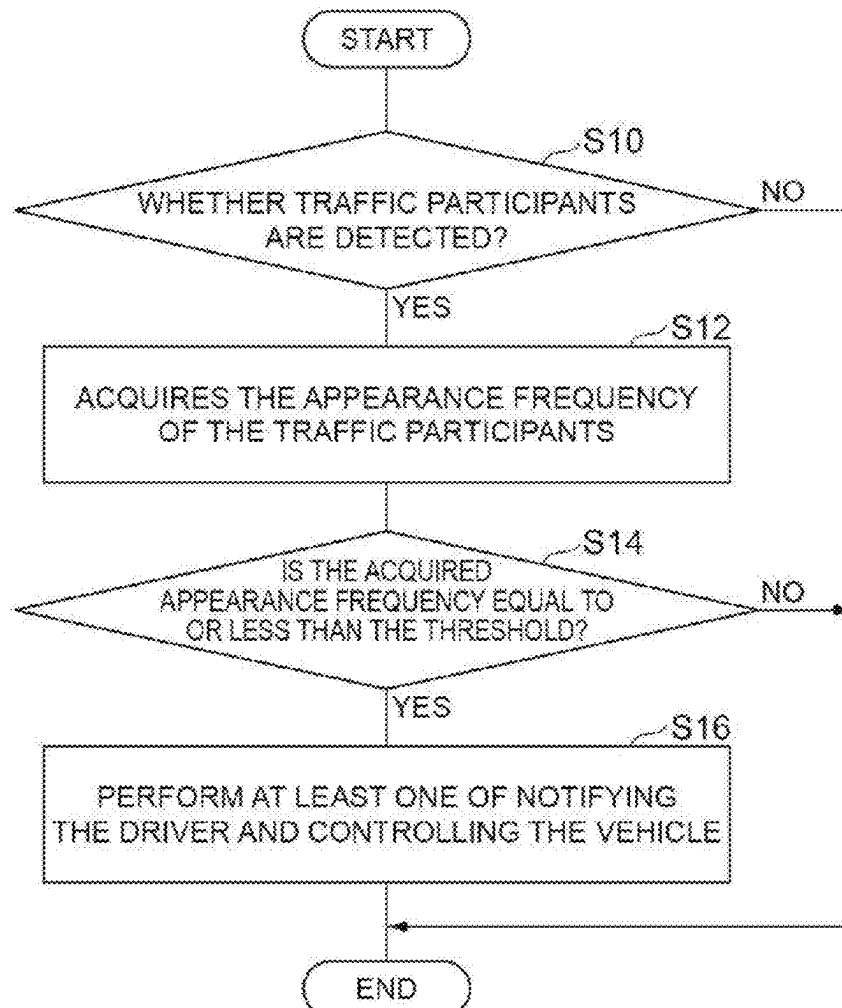 START
S10
WHETHER TRAFFIC PARTICIPANTS
ARE DETECTED?
NO
YES
S12
ACQUIRES THE APPEARANCE FREQUENCY
OF THE TRAFFIC PARTICIPANTS
S14
IS THE ACQUIRED
APPEARANCE FREQUENCY EQUAL TO
OR LESS THAN THE THRESHOLD?
NO
YES
S16
PERFORM AT LEAST ONE OF NOTIFYING
THE DRIVER AND CONTROLLING THE VEHICLE
END